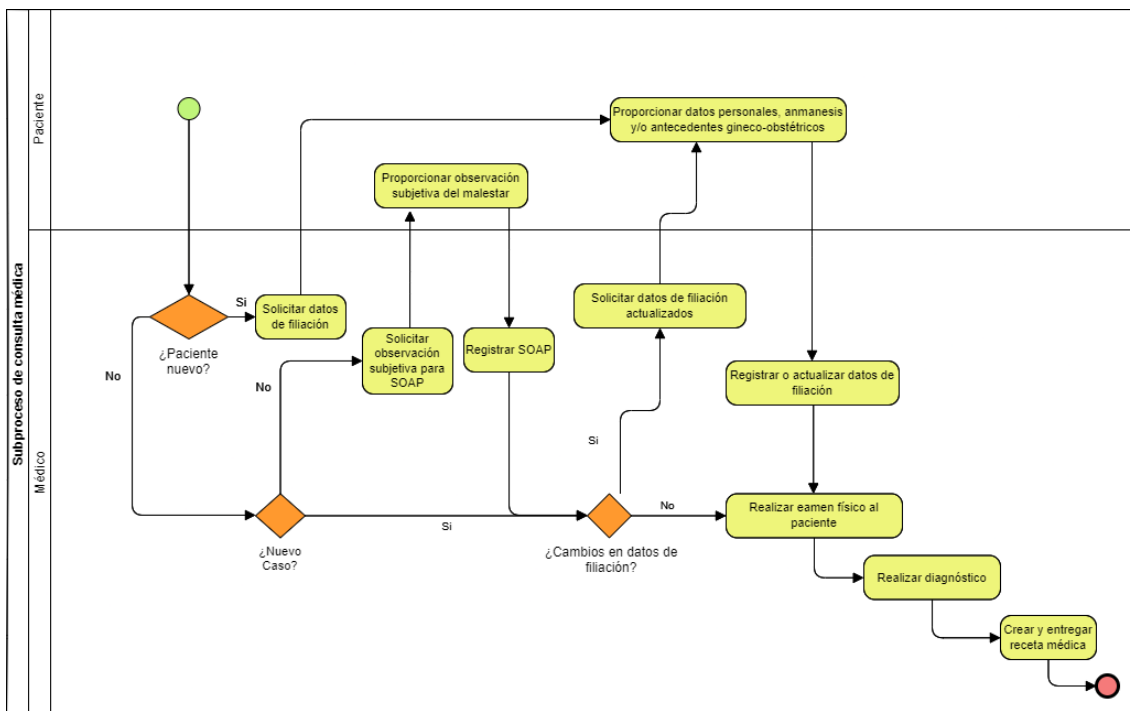 Subproceso de consulta médica
Paciente
Proporcionar datos personales, anmanesis
y/o antecedentes gineco-obstétricos
Proporcionar observación
subjetiva del malestar
Médico
Si
Solicitar datos
de filiación
¿Paciente
nuevo?
No
Solicitar
observación
subjetiva para
SOAP
No
Registrar SOAP
Solicitar datos de filiación
actualizados
Registrar o actualizar datos de
filiación
Si
¿Nuevo
Caso?
Si
¿Cambios en datos de
filiación?
No
Realizar eamen físico al
paciente
Realizar diagnóstico
Crear y entregar
receta médica